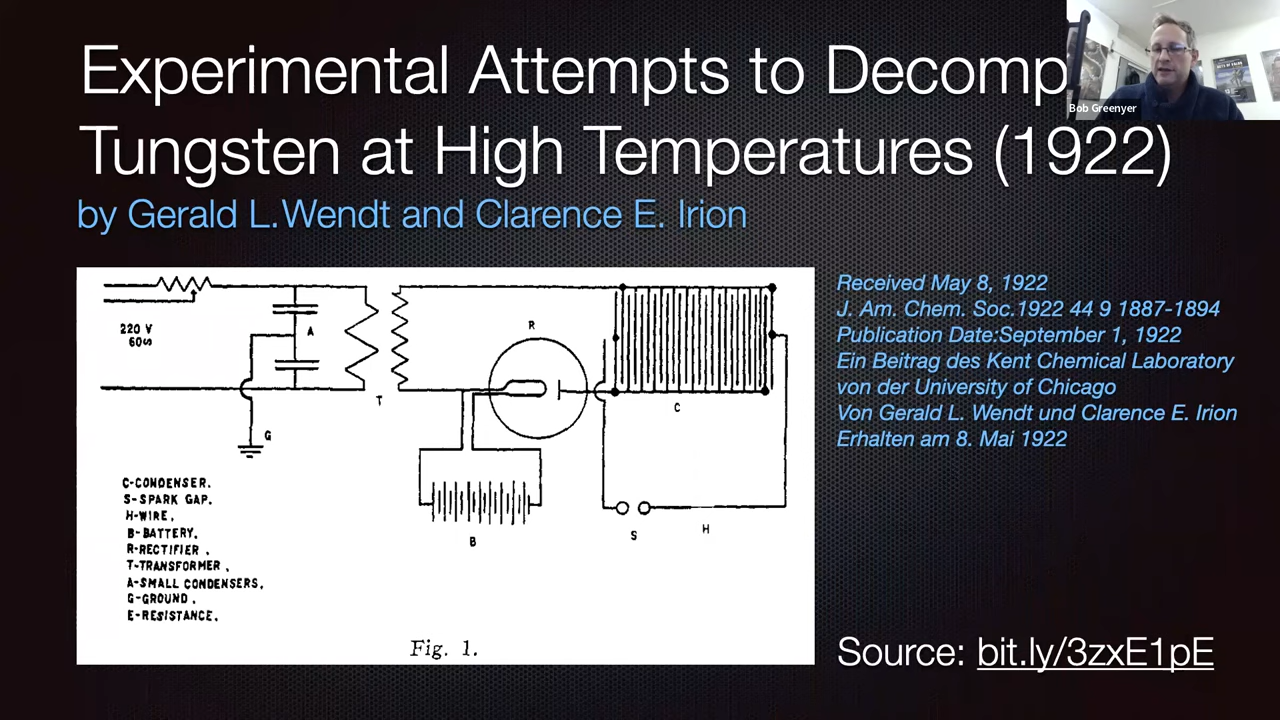 Experimental Attempts to Decomp
Tungsten at High Temperatures (1922)
by Gerald L.Wendt and Clarence E. Irion
Bob Greenyer
220 V
60~
A
G
T
R
B
C
S
H
C-CONDENSER.
S-SPARK GAP.
H-WIRE.
B-BATTERY.
R-RECTIFIER.
T-TRANSFORMER.
A-SMALL CONDENSERS.
G-GROUND.
E-RESISTANCE.
Fig. 1.
Received May 8, 1922
J. Am. Chem. Soc.1922 44 9 1887-1894
Publication Date:September 1, 1922
Ein Beitrag des Kent Chemical Laboratory
von der University of Chicago
Von Gerald L. Wendt und Clarence E. Irion
Erhalten am 8. Mai 1922
Source: bit.ly/3zxE1pE